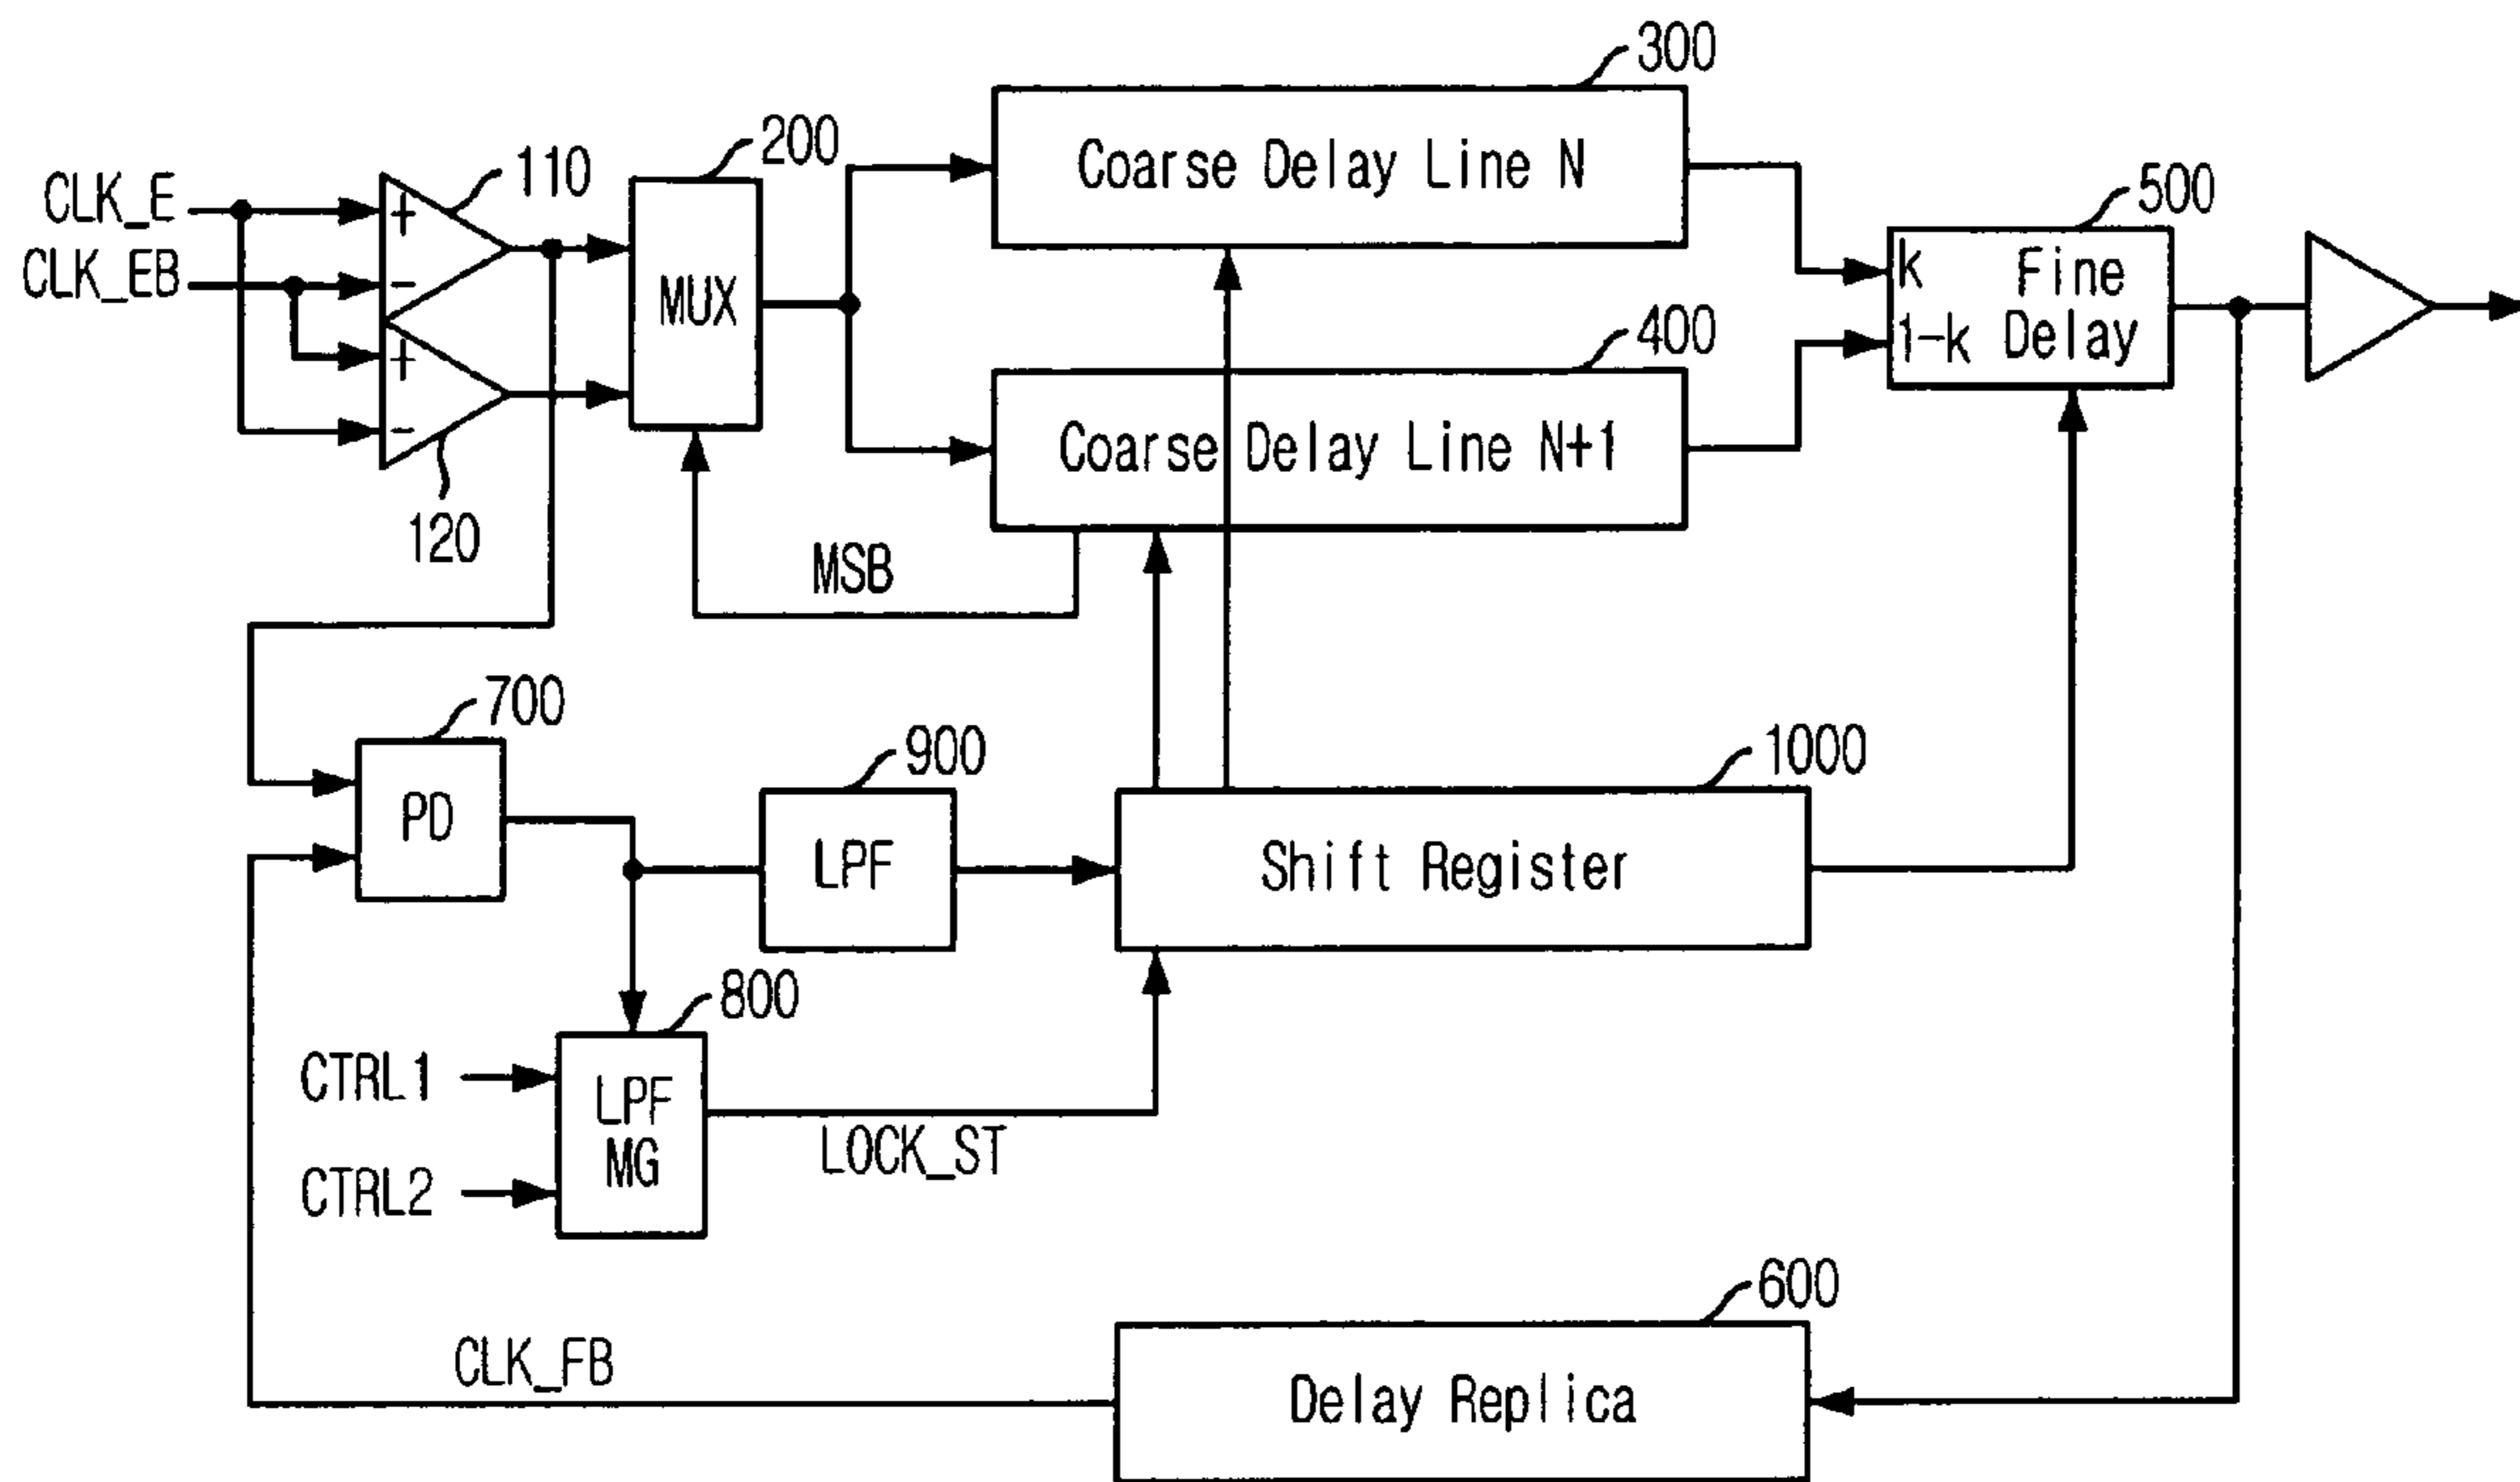 300
Coarse Delay Line N
200
110
CLK_E
+
CLK_EB
-
MUX
500
k
Fine
1-k
Delay
400
+
-
Coarse Delay Line N+1
120
MSB
700
900
1000
PD
LPF
Shift Register
800
CTRL1
LPF
MG
LOCK_ST
CTRL2
600
CLK_FB
Delay Replica